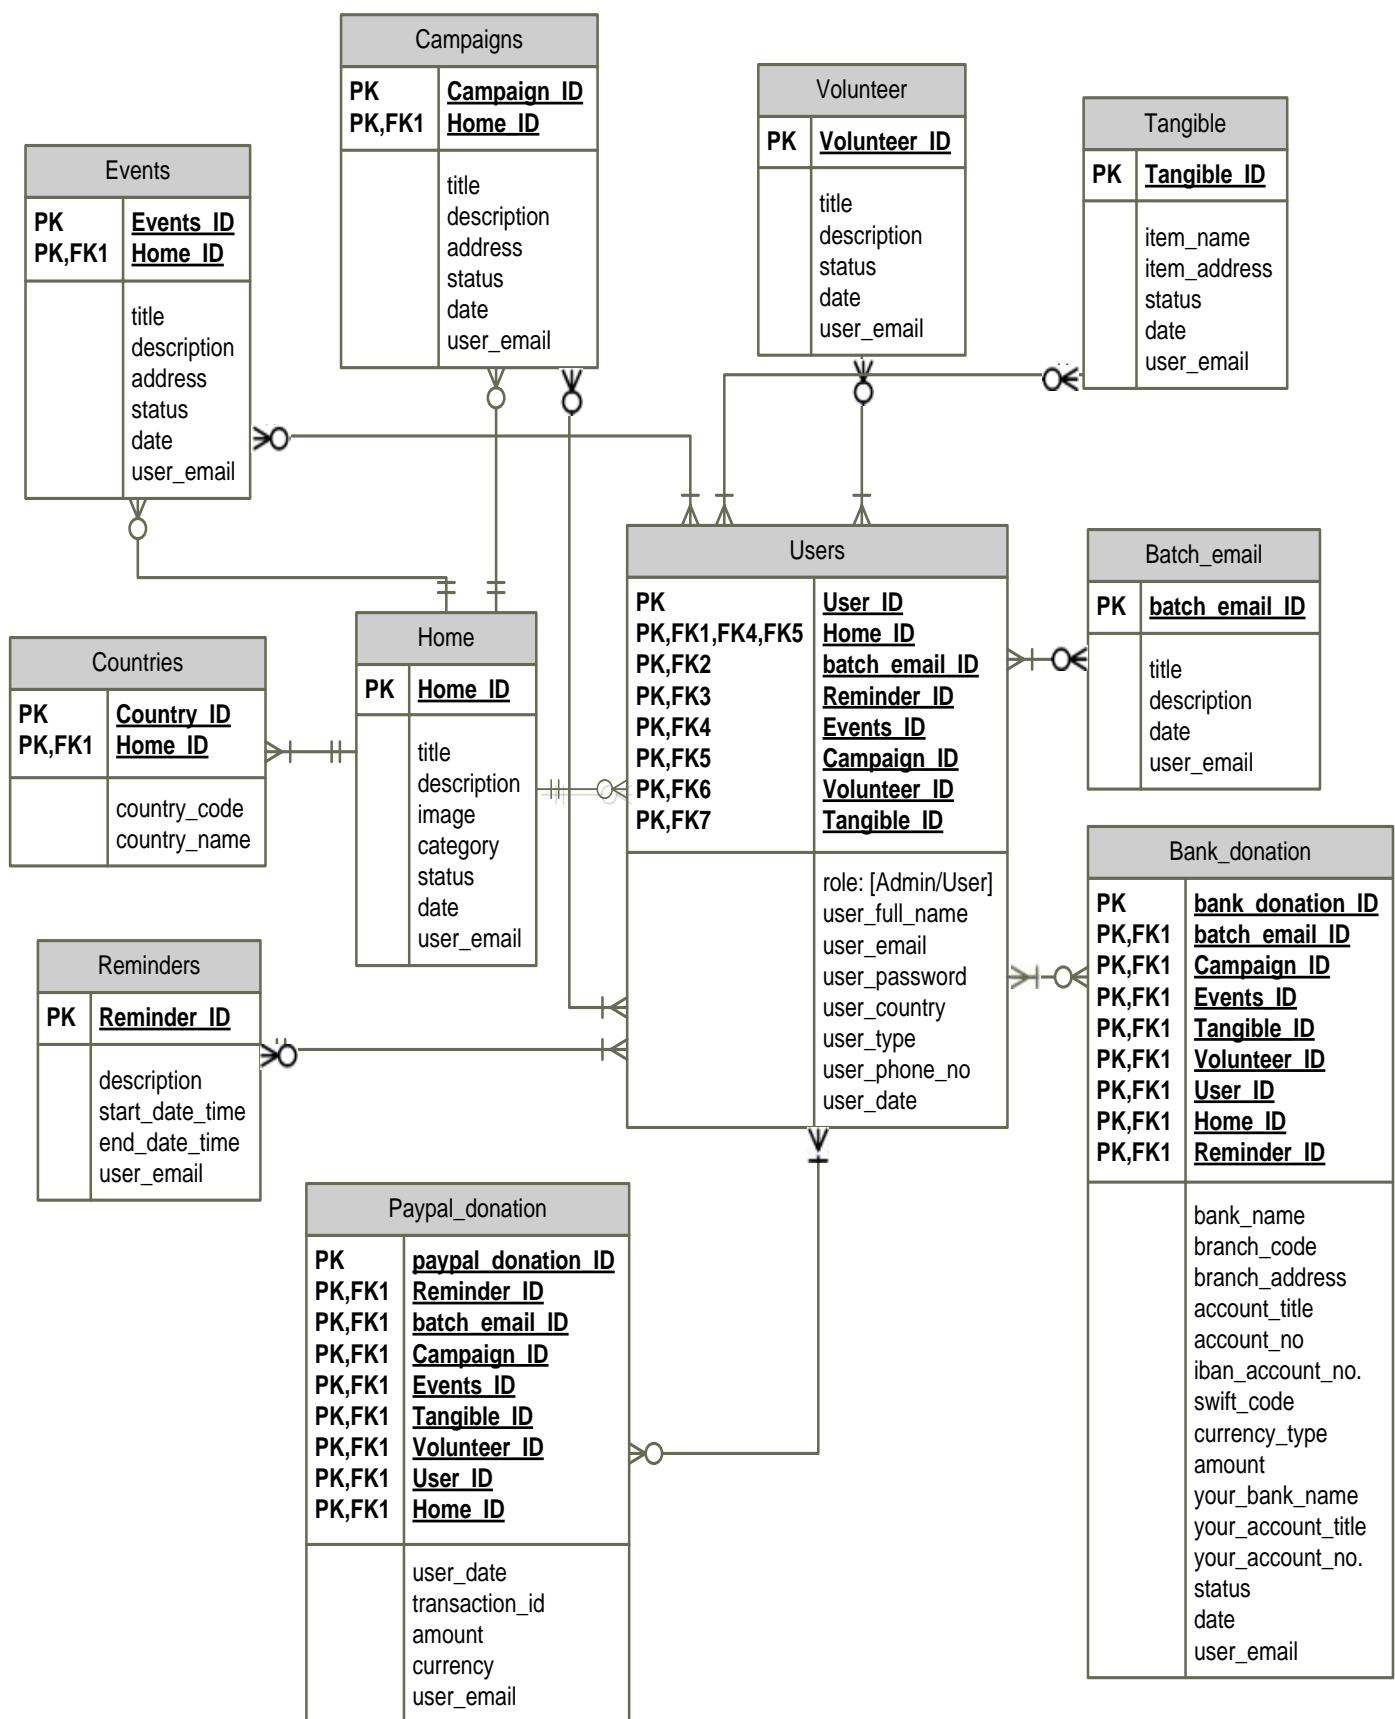 Campaigns
PK Campaign_ID
PK,FK1 Home_ID
title
description
address
status
date
user_email
Volunteer
PK Volunteer_ID
title
description
status
date
user_email
Tangible
PK Tangible_ID
item_name
item_address
status
date
user_email
Events
PK Events_ID
PK,FK1 Home_ID
title
description
address
status
date
user_email
Users
PK User_ID
PK,FK1,FK4,FK5 Home_ID
PK,FK2 batch_email_ID
PK,FK3 Reminder_ID
PK,FK4 Events_ID
PK,FK5 Campaign_ID
PK,FK6 Volunteer_ID
PK,FK7 Tangible_ID
role: [Admin/User]
user_full_name
user_email
user_password
user_country
user_type
user_phone_no
user_date
Batch_email
PK batch_email_ID
title
description
date
user_email
Home
PK Home_ID
title
description
image
category
status
date
user_email
Countries
PK Country_ID
PK,FK1 Home_ID
country_code
country_name
Bank_donation
PK bank_donation_ID
PK,FK1 batch_email_ID
PK,FK1 Campaign_ID
PK,FK1 Events_ID
PK,FK1 Tangible_ID
PK,FK1 Volunteer_ID
PK,FK1 User_ID
PK,FK1 Home_ID
PK,FK1 Reminder_ID
bank_name
branch_code
branch_address
account_title
account_no
iban_account_no.
swift_code
currency_type
amount
your_bank_name
your_account_title
your_account_no.
status
date
user_email
Reminders
PK Reminder_ID
description
start_date_time
end_date_time
user_email
Paypal_donation
PK paypal_donation_ID
PK,FK1 Reminder_ID
PK,FK1 batch_email_ID
PK,FK1 Campaign_ID
PK,FK1 Events_ID
PK,FK1 Tangible_ID
PK,FK1 Volunteer_ID
PK,FK1 User_ID
PK,FK1 Home_ID
user_date
transaction_id
amount
currency
user_email